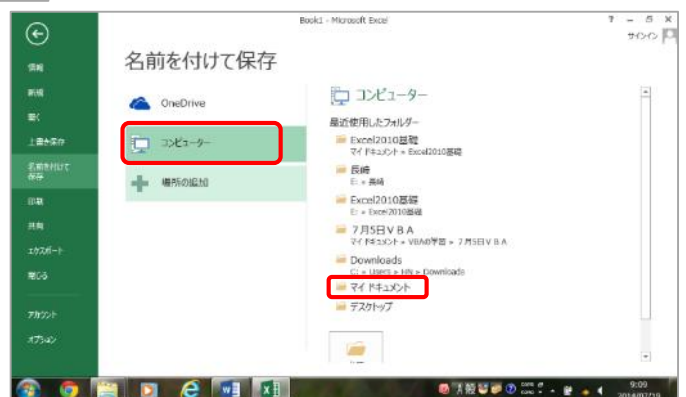 Book1 - Microsoft Excel
?
サインイン
名前を付けて保存
情報
新規
開く
上書き保存
名前を付けて
保存
印刷
共有
エクスポート
閉じる
アカウント
オプション
OneDrive
コンピューター
場所の追加
コンピューター
最近使用したフォルダー
Excel2010基礎
マイ ドキュメント » Excel2010基礎
長崎
E: » 長崎
Excel2010基礎
E: » Excel2010基礎
7月5日ＶＢＡ
マイ ドキュメント » VBAの学習 » 7月5日ＶＢＡ
Downloads
C: » Users » HN » Downloads
マイ ドキュメント
デスクトップ
A 般
CAPS
KANA
9:09
2014/07/19